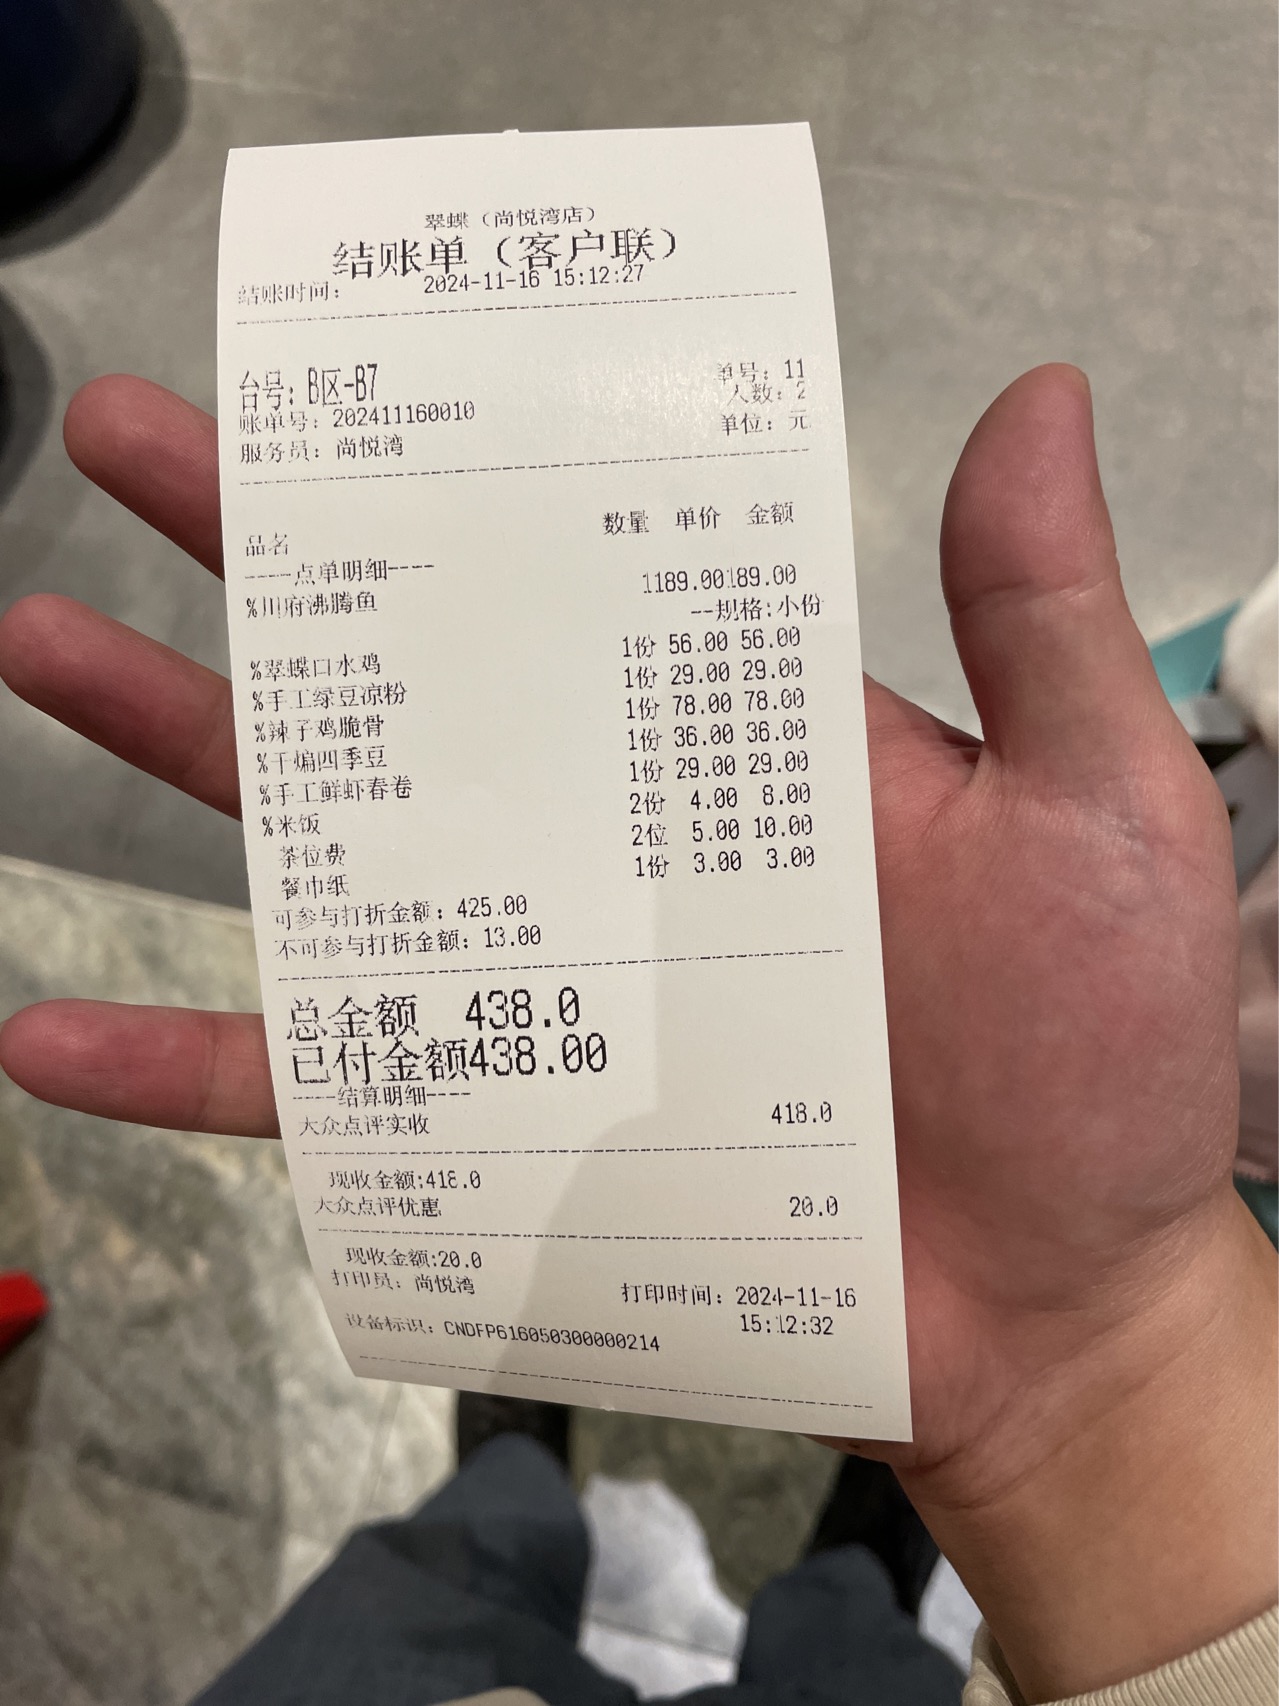 翠蝶（尚悦湾店）
结账单（客户联）
结账时间： 2024-11-16 15:12:27
台号：B区-B7 单号：11
人数：2
账单号：202411160010 单位：元
服务员：尚悦湾
品名 数量 单价 金额
----点单明细----
%川府沸腾鱼 1189.00189.00
--规格:小份
%翠蝶口水鸡 1份 56.00 56.00
%手工绿豆凉粉 1份 29.00 29.00
%辣子鸡脆骨 1份 78.00 78.00
%干煸四季豆 1份 36.00 36.00
%手工鲜虾春卷 1份 29.00 29.00
%米饭 2份 4.00 8.00
茶位费 2位 5.00 10.00
餐巾纸 1份 3.00 3.00
可参与打折金额：425.00
不可参与打折金额：13.00
总金额 438.0
已付金额438.00
----结算明细----
大众点评实收 418.0
现收金额:418.0
大众点评优惠 20.0
现收金额:20.0
打印员：尚悦湾 打印时间：2024-11-16
15:12:32
设备标识：CNDFP616050300000214